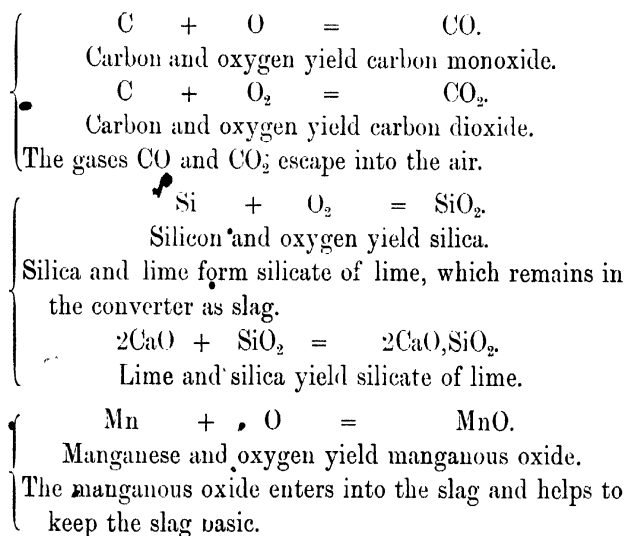 C + O = CO.
Carbon and oxygen yield carbon monoxide.
C + O₂ = CO₂.
Carbon and oxygen yield carbon dioxide.
The gases CO and CO₂ escape into the air.
Si + O₂ = SiO₂.
Silicon and oxygen yield silica.
Silica and lime form silicate of lime, which remains in
the converter as slag.
2CaO + SiO₂ = 2CaO,SiO₂.
Lime and silica yield silicate of lime.
Mn + O = MnO.
Manganese and oxygen yield manganous oxide.
The manganous oxide enters into the slag and helps to
keep the slag basic.